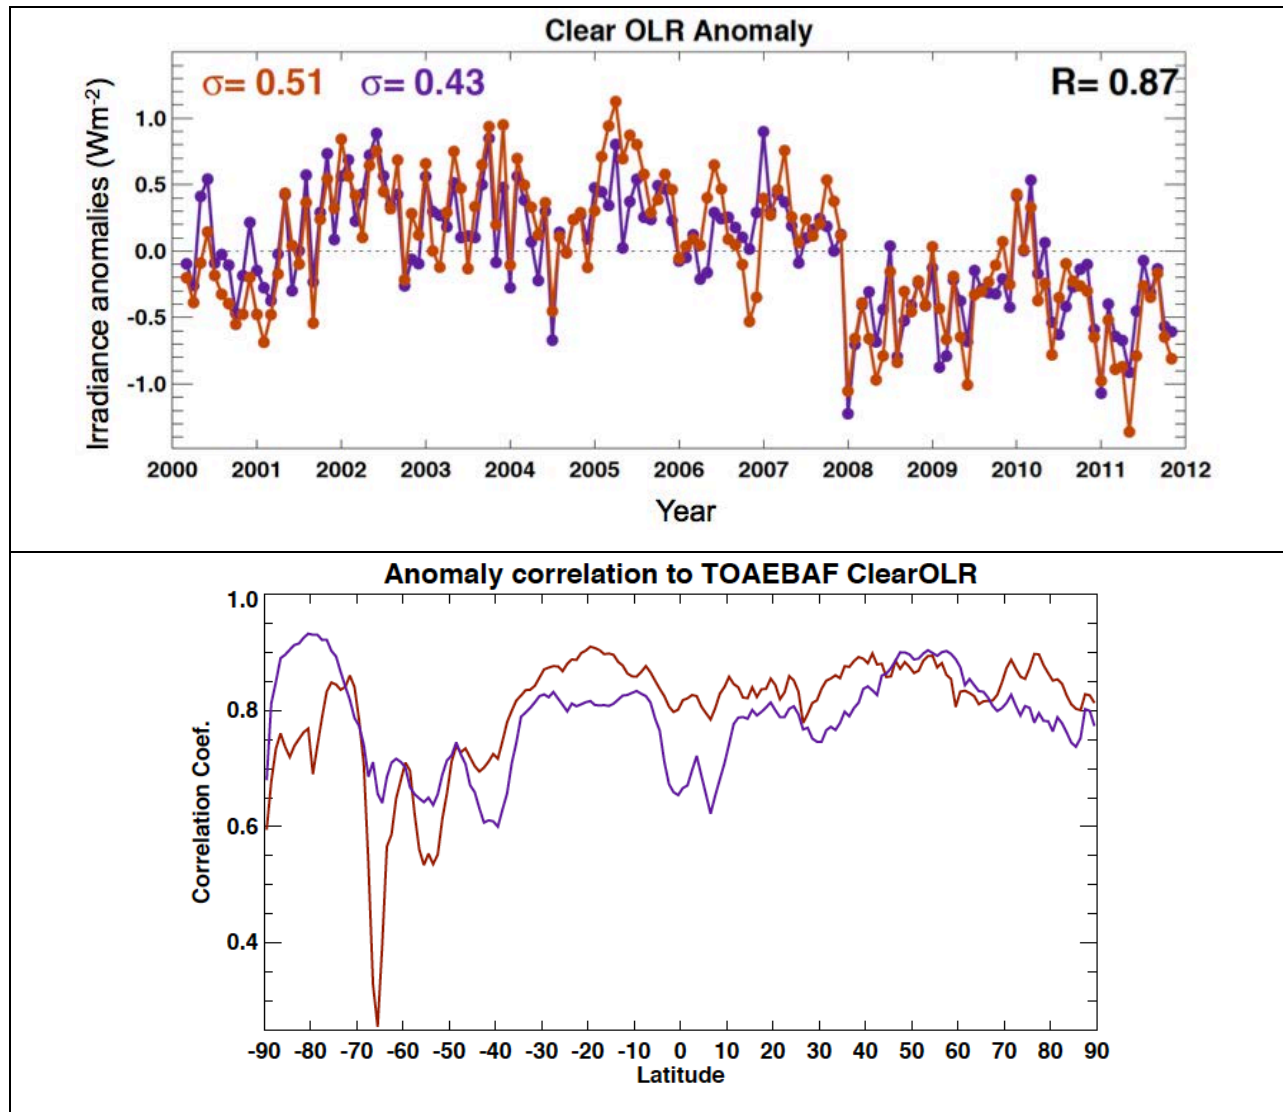 Clear OLR Anomaly
σ= 0.51 σ= 0.43 R= 0.87
Irradiance anomalies (Wm-2)
1.0
0.5
0.0
-0.5
-1.0
2000 2001 2002 2003 2004 2005 2006 2007 2008 2009 2010 2011 2012
Year
Anomaly correlation to TOAEBAF ClearOLR
Correlation Coef.
1.0
0.8
0.6
0.4
-90 -80 -70 -60 -50 -40 -30 -20 -10 0 10 20 30 40 50 60 70 80 90
Latitude